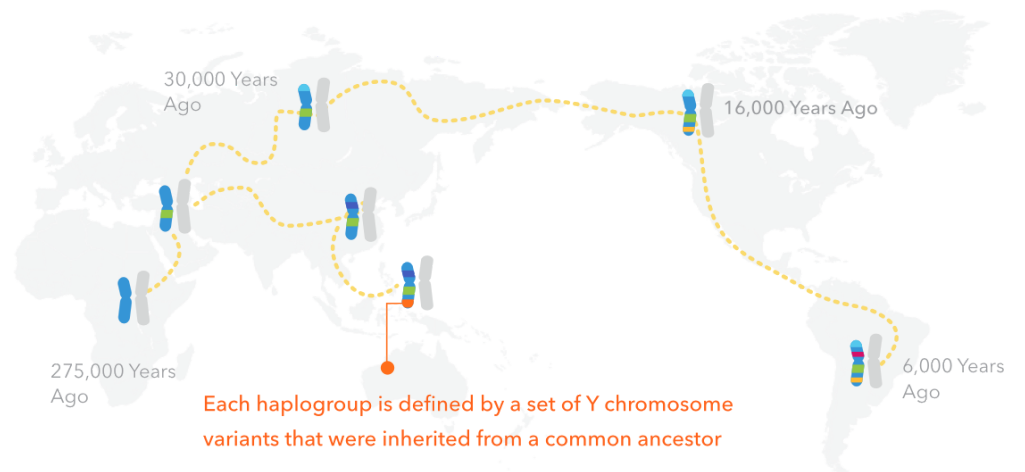 30,000 Years
Ago
16,000 Years Ago
275,000 Years
Ago
6,000 Years
Ago
Each haplogroup is defined by a set of Y chromosome
variants that were inherited from a common ancestor